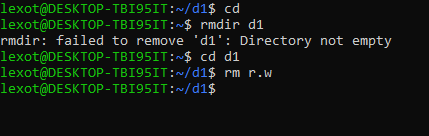 lexot@DESKTOP-TBI95IT:~/d1$ cd
lexot@DESKTOP-TBI95IT:~$ rmdir d1
rmdir: failed to remove 'd1': Directory not empty
lexot@DESKTOP-TBI95IT:~$ cd d1
lexot@DESKTOP-TBI95IT:~/d1$ rm r.w
lexot@DESKTOP-TBI95IT:~/d1$